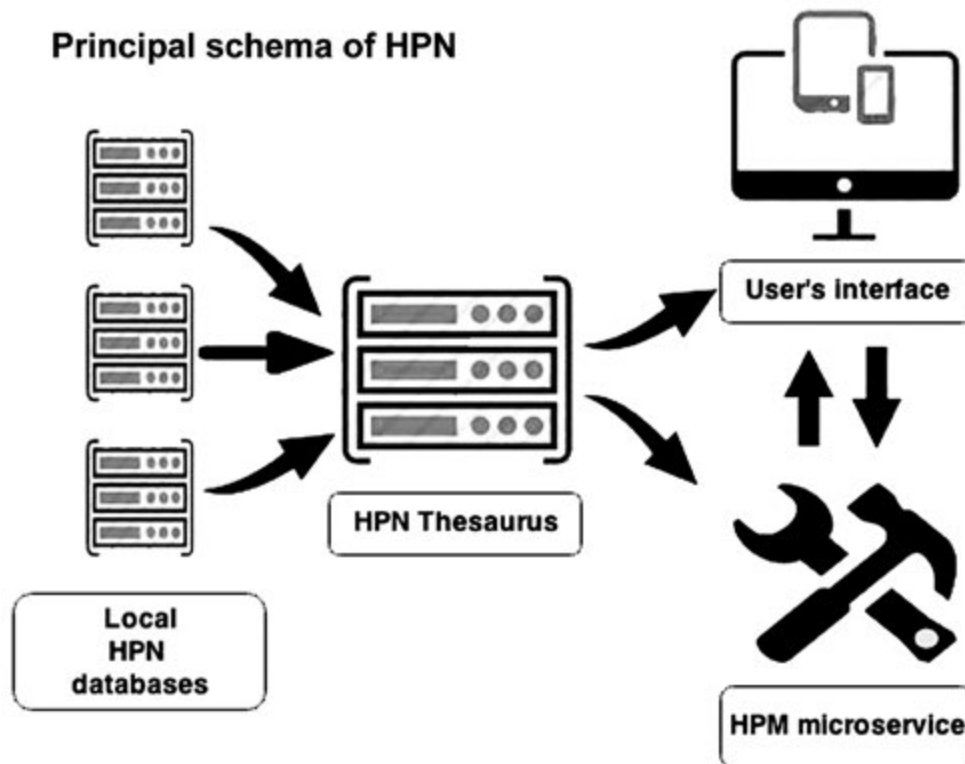 Principal schema of HPN
User's interface
HPN Thesaurus
Local
HPN
databases
HPM microservice